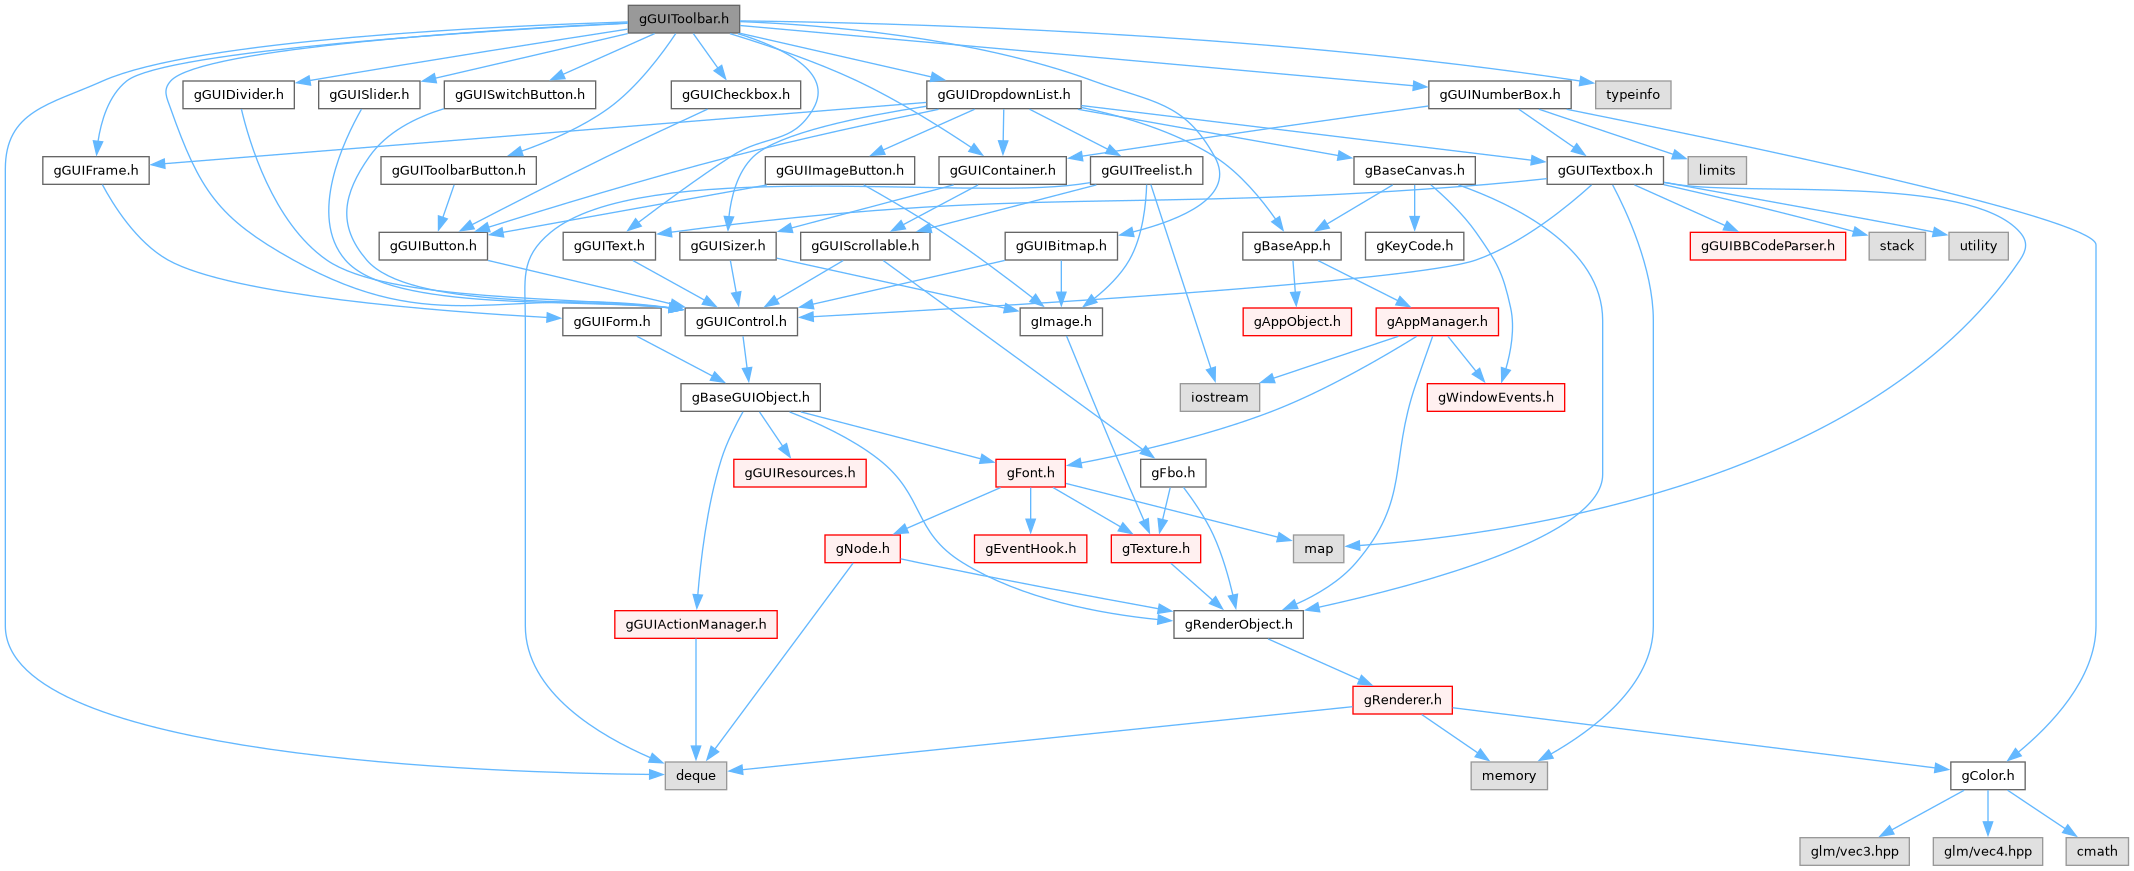 gGUIToolbar.h
gGUIDivider.h
gGUISlider.h
gGUISwitchButton.h
gGUICheckbox.h
gGUIDropdownList.h
gGUINumberBox.h
typeinfo
gGUIFrame.h
gGUIToolbarButton.h
gGUIImageButton.h
gGUIContainer.h
gGUITreelist.h
gBaseCanvas.h
gGUITextbox.h
limits
gGUIButton.h
gGUIText.h
gGUISizer.h
gGUIScrollable.h
gGUIBitmap.h
gBaseApp.h
gKeyCode.h
gGUIBBCodeParser.h
stack
utility
gGUIForm.h
gGUIControl.h
gImage.h
gAppObject.h
gAppManager.h
gBaseGUIObject.h
iostream
gWindowEvents.h
gGUIResources.h
gFont.h
gFbo.h
gNode.h
gEventHook.h
gTexture.h
map
gGUIActionManager.h
gRenderObject.h
gRenderer.h
deque
memory
gColor.h
glm/vec3.hpp
glm/vec4.hpp
cmath